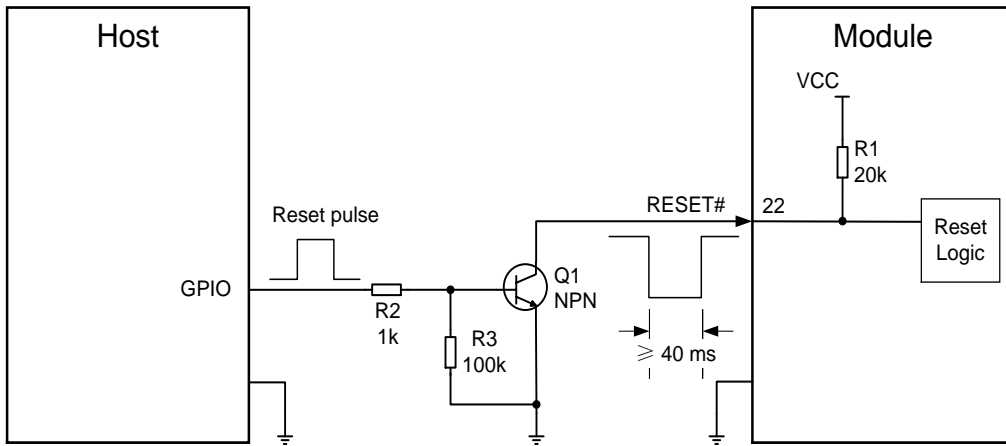 Host
Module
VCC
R1
20k
RESET#
22
Reset
Logic
Reset pulse
GPIO
Q1
NPN
R2
1k
R3
100k
≥ 40 ms